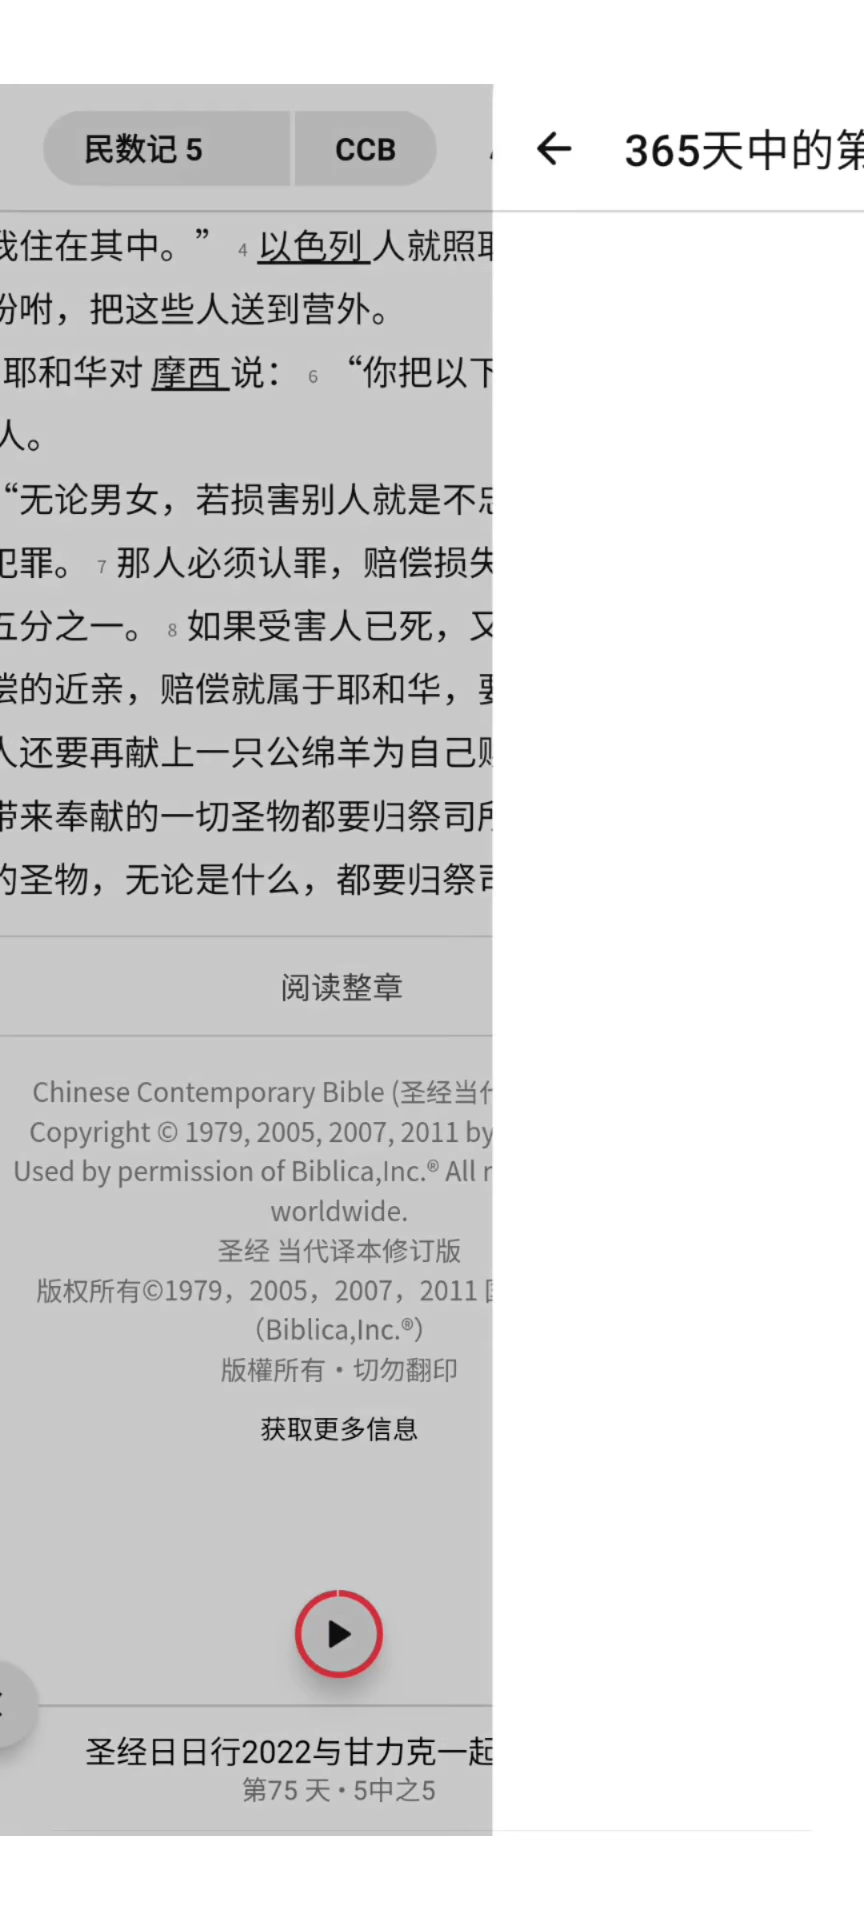 民数记 5 CCB
365天中的第
我住在其中。” 4 以色列 人就照耶
份咐，把这些人送到营外。
耶和华对 摩西 说： 6 “你把以下
人。
“无论男女，若损害别人就是不忠
犯罪。 7 那人必须认罪，赔偿损失
五分之一。 8 如果受害人已死，又
偿的近亲，赔偿就属于耶和华，要
人还要再献上一只公绵羊为自己赎
带来奉献的一切圣物都要归祭司所
的圣物，无论是什么，都要归祭司
阅读整章
Chinese Contemporary Bible (圣经当代
Copyright © 1979, 2005, 2007, 2011 by
Used by permission of Biblica,Inc.® All r
worldwide.
圣经 当代译本修订版
版权所有©1979，2005，2007，2011
（Biblica,Inc.®）
版權所有・切勿翻印
获取更多信息
圣经日日行2022与甘力克一起
第75 天 • 5中之5